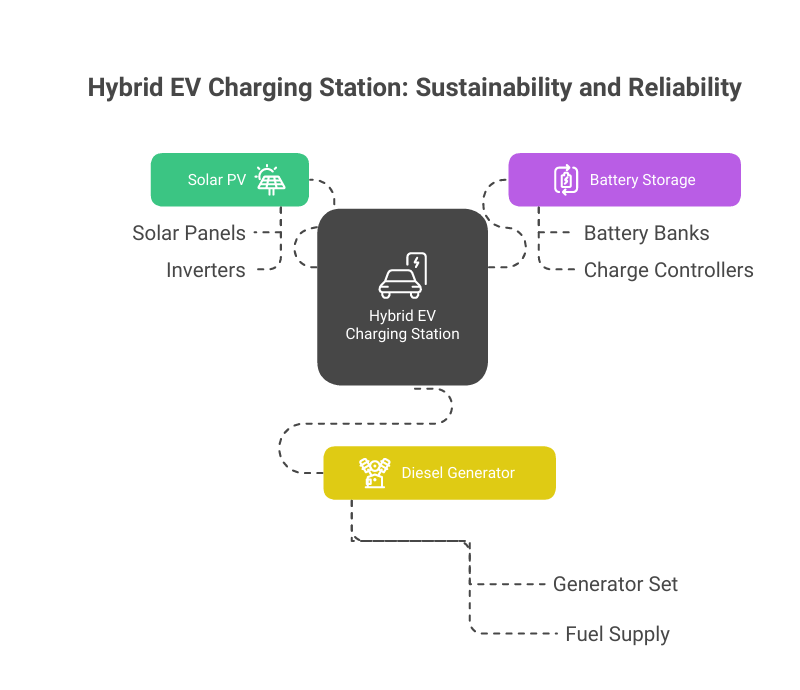 Hybrid EV Charging Station: Sustainability and Reliability
Solar PV
Battery Storage
Solar Panels
Inverters
Battery Banks
Charge Controllers
Hybrid EV
Charging Station
Diesel Generator
Generator Set
Fuel Supply